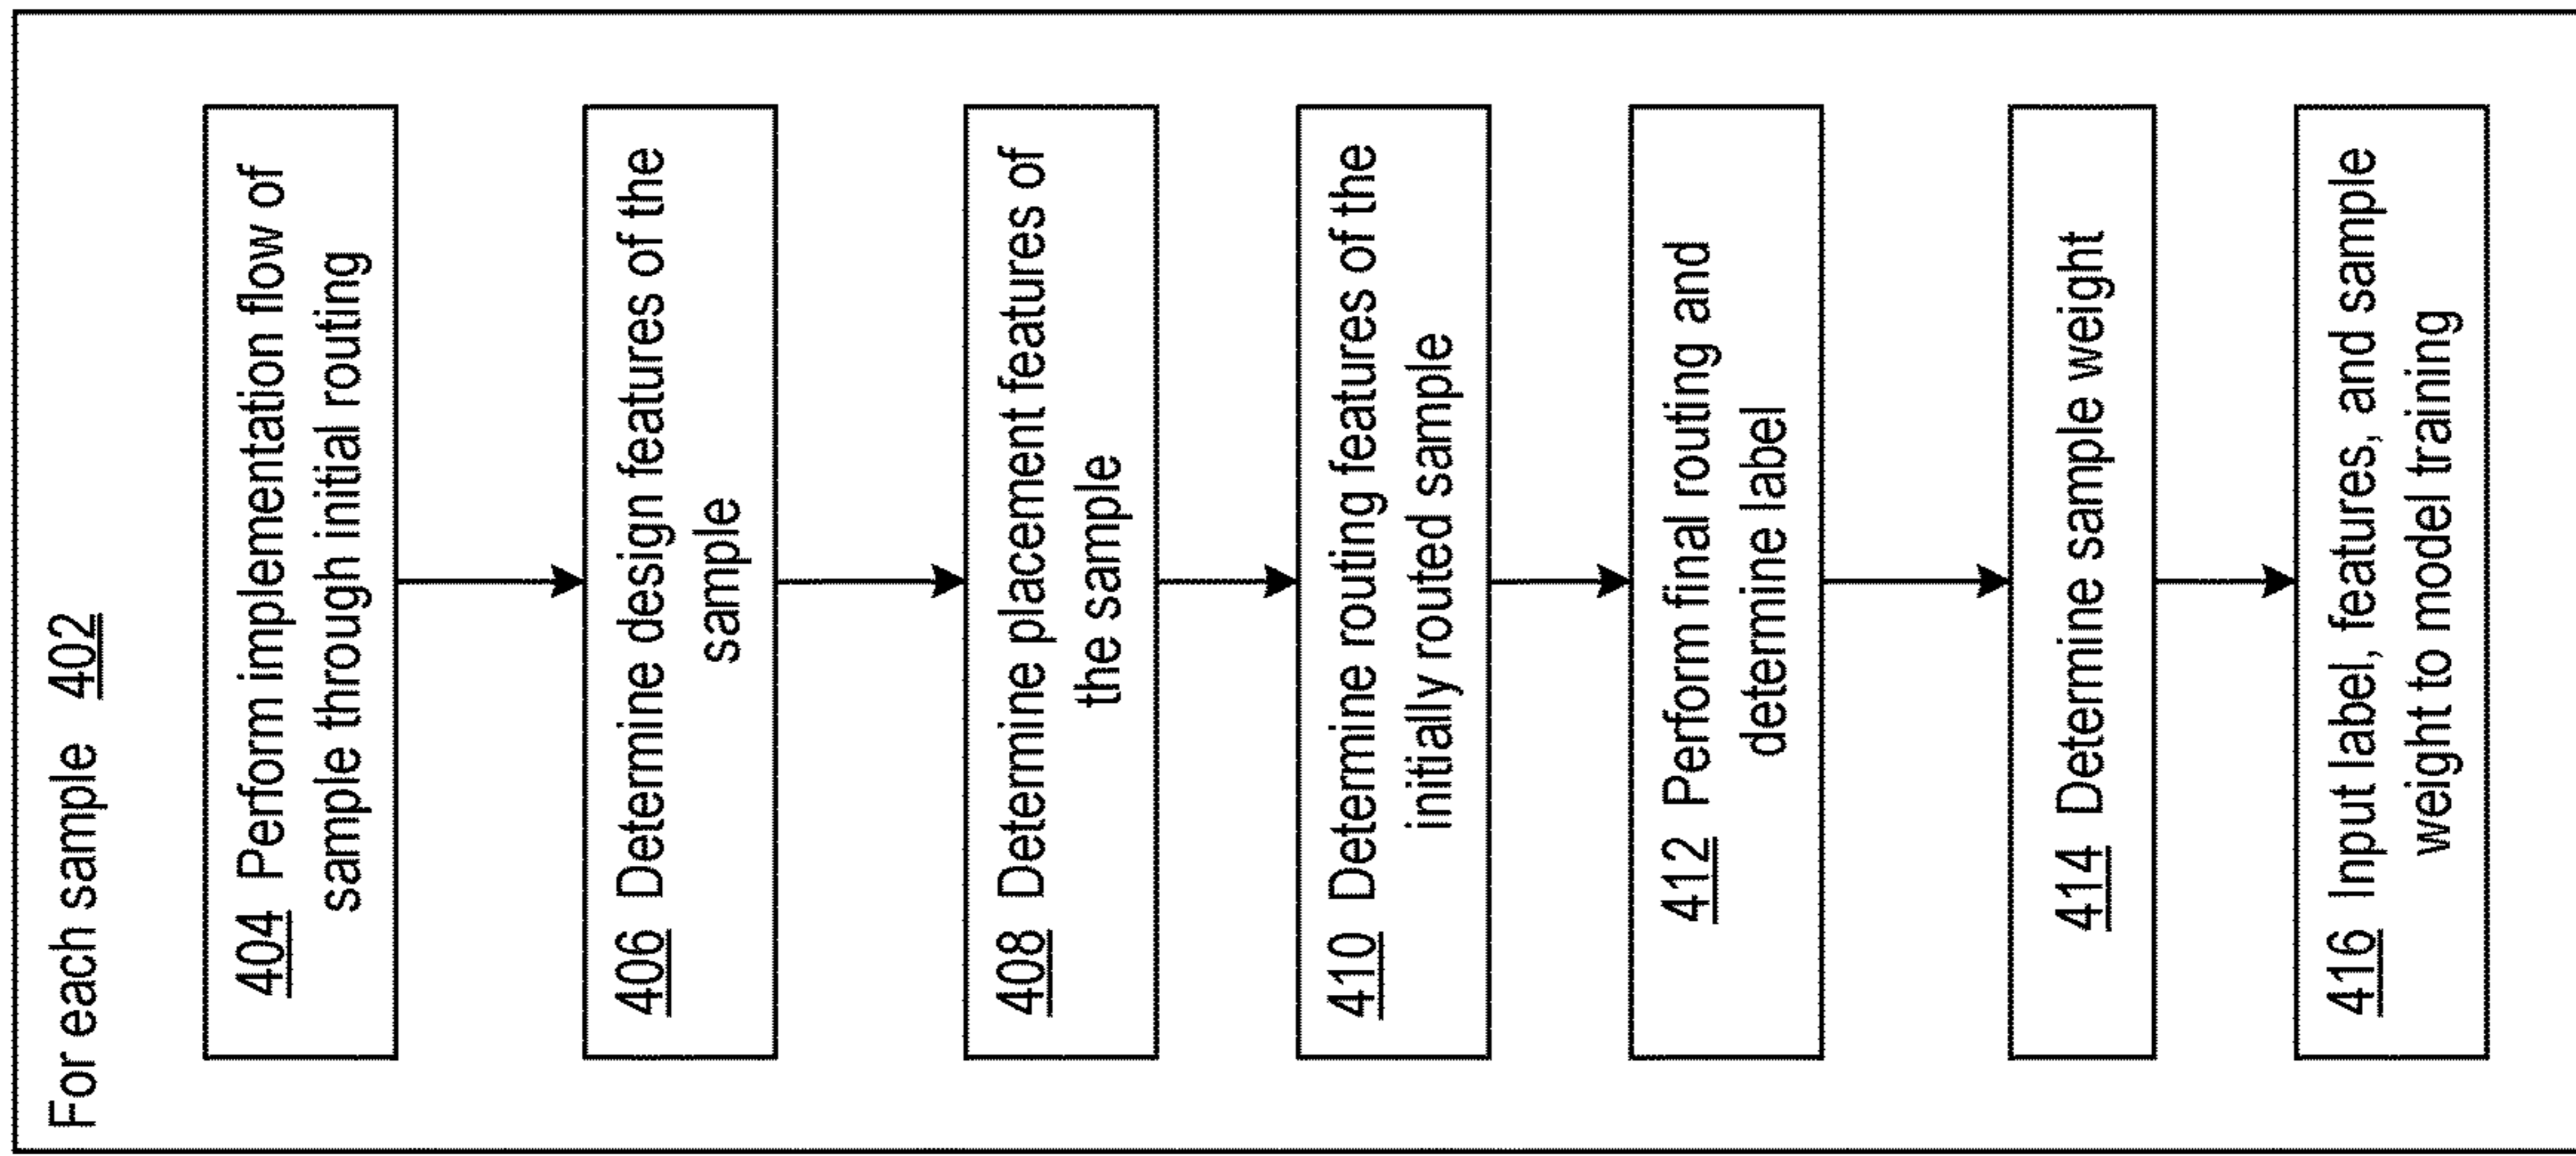 For each sample 402
404 Perform implementation flow of
sample through initial routing
406 Determine design features of the
sample
408 Determine placement features of
the sample
410 Determine routing features of the
initially routed sample
412 Perform final routing and
determine label
414 Determine sample weight
416 Input label, features, and sample
weight to model training